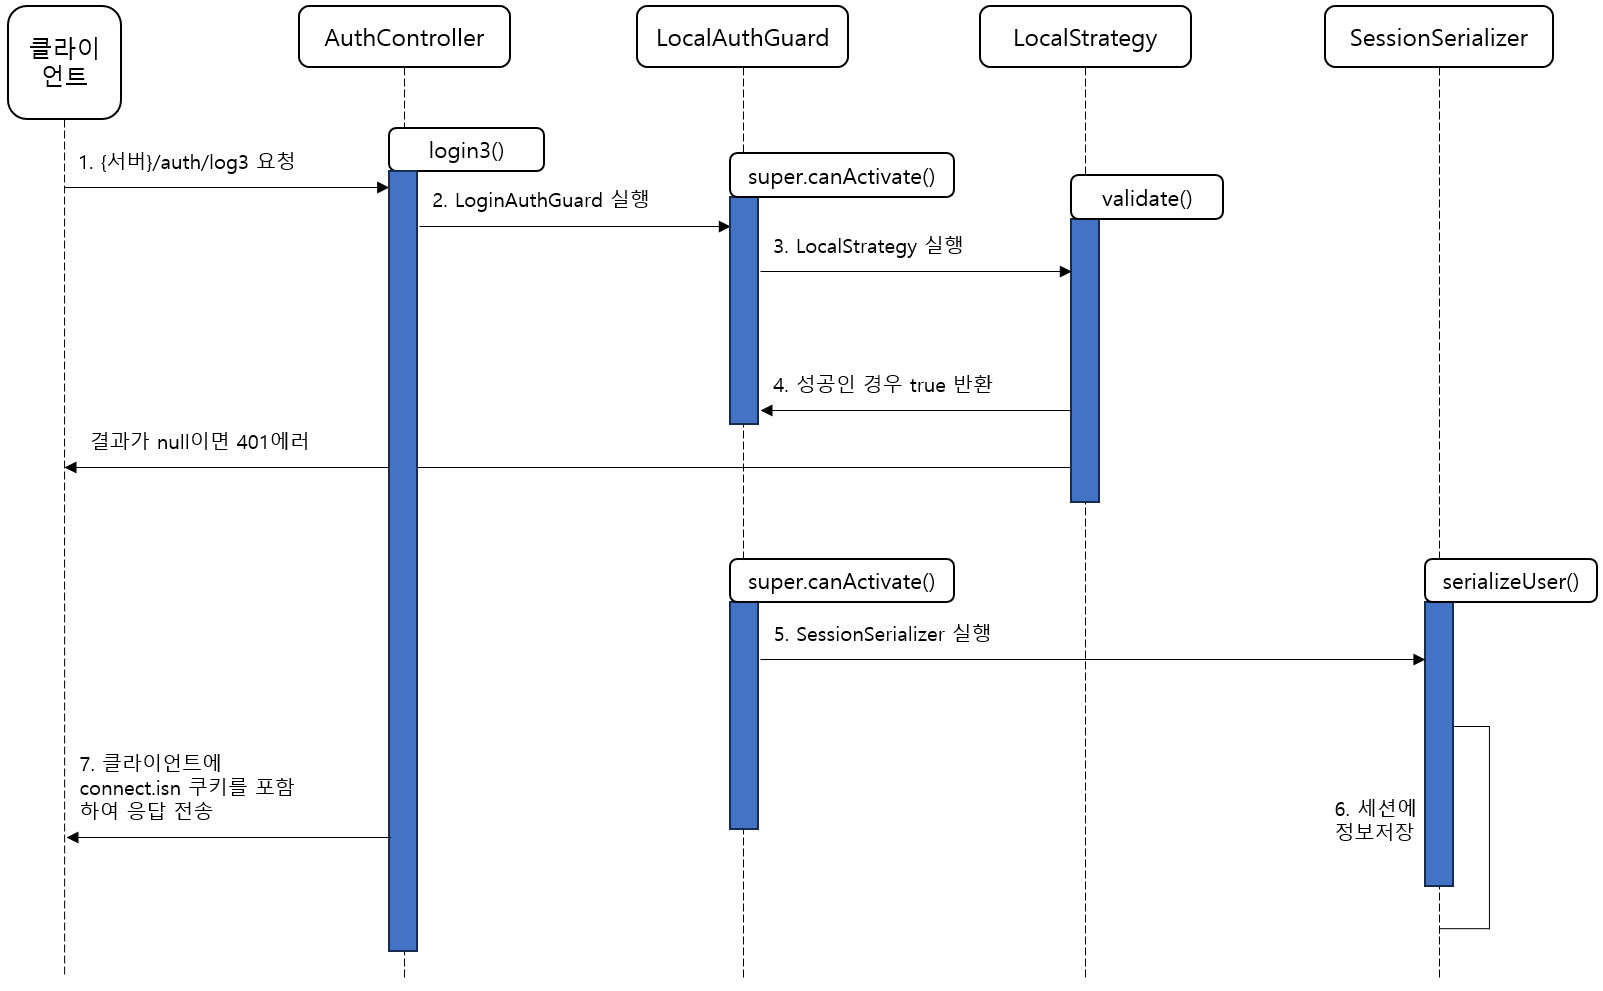 클라이
언트
AuthController
LocalAuthGuard
LocalStrategy
SessionSerializer
login3()
1. {서버}/auth/log3 요청
super.canActivate()
2. LoginAuthGuard 실행
validate()
3. LocalStrategy 실행
4. 성공인 경우 true 반환
결과가 null이면 401에러
super.canActivate()
serializeUser()
5. SessionSerializer 실행
7. 클라이언트에
connect.isn 쿠키를 포함
하여 응답 전송
6. 세션에
정보저장